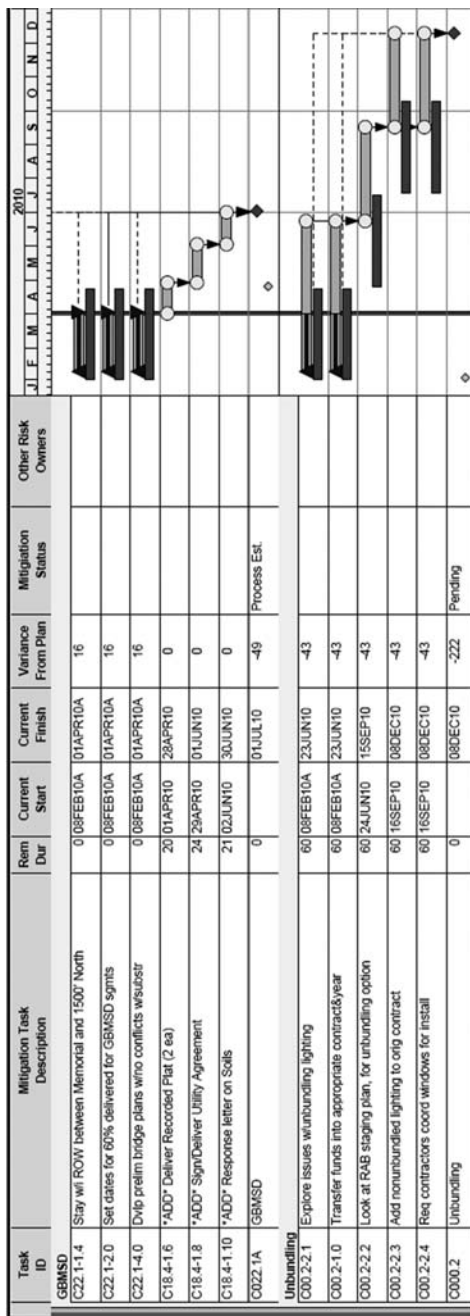 2010
Task ID Mitigation Task Description Rem Dur Current Start Current Finish Variance From Plan Mitigiation Status Other Risk Owners J F M A M J J A S O N D
GBMSD
C22.1-1.4 Stay w/i ROW between Memorial and 1500' North 0 08FEB10A 01APR10A 16
C22.1-2.0 Set dates for 60% delivered for GBMSD sgmts 0 08FEB10A 01APR10A 16
C22.1-4.0 Dvlp prelim bridge plans w/no conflicts w/substr 0 08FEB10A 01APR10A 16
C18.4-1.6 *ADD* Deliver Recorded Plat (2 ea) 20 01APR10 28APR10 0
C18.4-1.8 *ADD* Sign/Deliver Utility Agreement 24 29APR10 01JUN10 0
C18.4-1.10 *ADD* Response letter on Soils 21 02JUN10 30JUN10 0
C022.1A GBMSD 0 01JUL10 -49 Process Est.
Unbundling
C00.2-2.1 Explore issues w/unbundling lighting 60 08FEB10A 23JUN10 -43
C00.2-1.0 Transfer funds into appropriate contract&year 60 08FEB10A 23JUN10 -43
C00.2-2.2 Look at RAB staging plan, for unbundling option 60 24JUN10 15SEP10 -43
C00.2-2.3 Add nonunbundled lighting to orig contract 60 16SEP10 08DEC10 -43
C00.2-2.4 Req contractors coord windows for install 60 16SEP10 08DEC10 -43
C000.2 Unbundling 0 08DEC10 -222 Pending